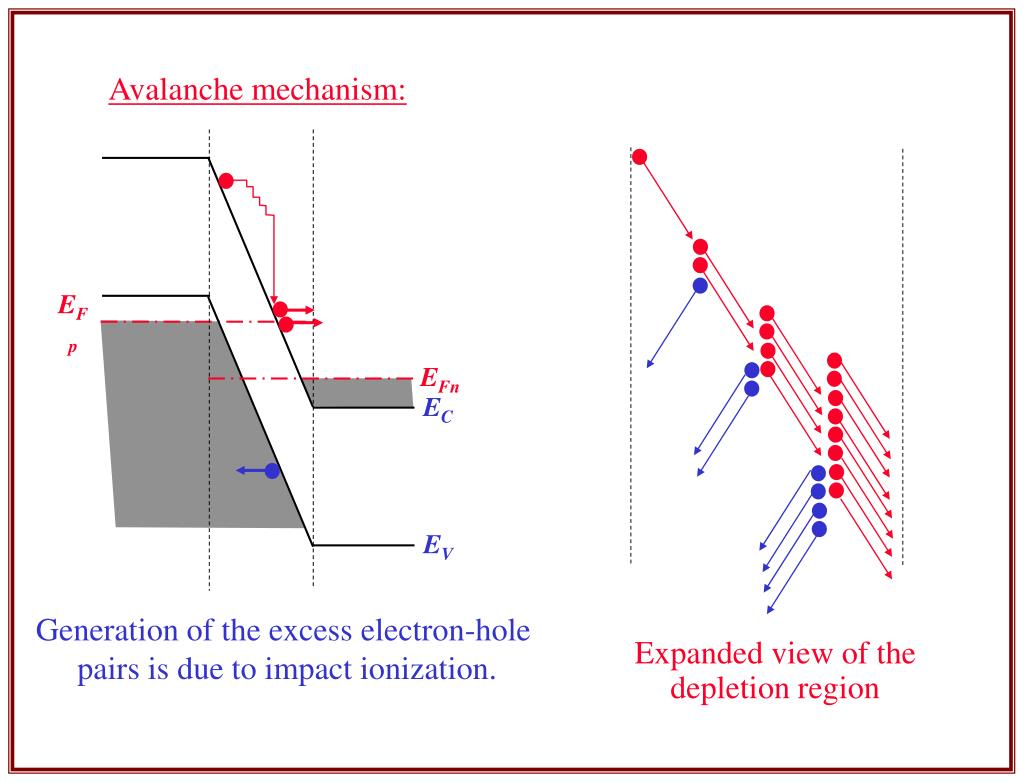 Avalanche mechanism:
E_F
p
E_Fn
E_C
E_V
Generation of the excess electron-hole
pairs is due to impact ionization.
Expanded view of the
depletion region